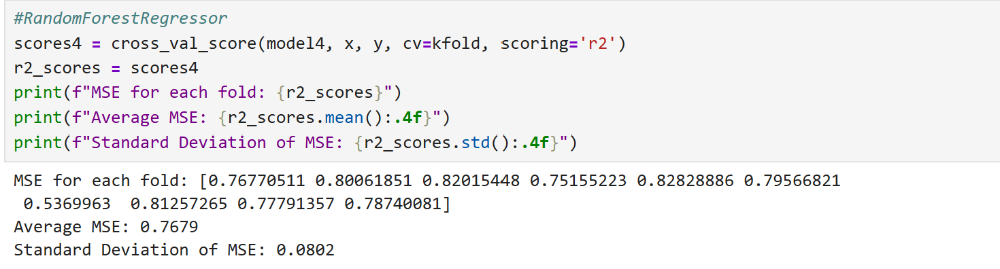 #RandomForestRegressor
scores4 = cross_val_score(model4, x, y, cv=kfold, scoring='r2')
r2_scores = scores4
print(f"MSE for each fold: {r2_scores}")
print(f"Average MSE: {r2_scores.mean():.4f}")
print(f"Standard Deviation of MSE: {r2_scores.std():.4f}")
MSE for each fold: [0.76770511 0.80061851 0.82015448 0.75155223 0.82828886 0.79566821
 0.5369963  0.81257265 0.77791357 0.78740081]
Average MSE: 0.7679
Standard Deviation of MSE: 0.0802